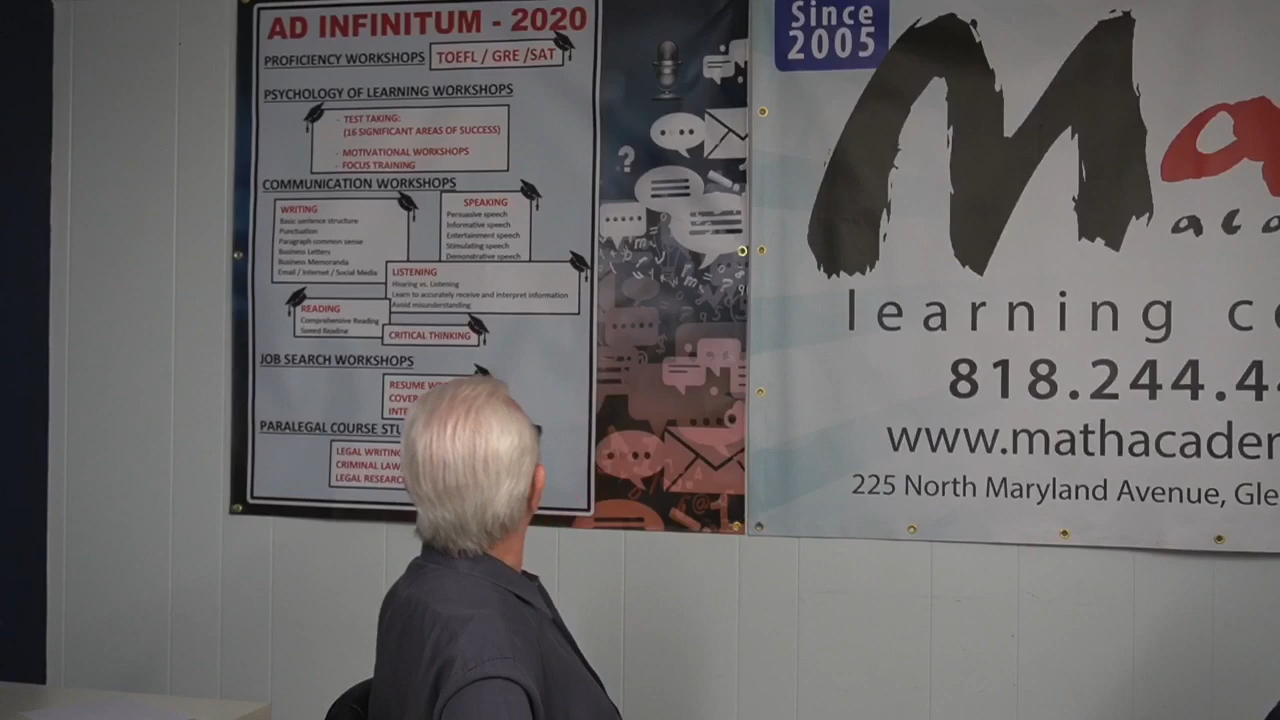 AD INFINITUM - 2020
PROFICIENCY WORKSHOPS TOEFL / GRE /SAT
PSYCHOLOGY OF LEARNING WORKSHOPS
- TEST TAKING:
(16 SIGNIFICANT AREAS OF SUCCESS)
- MOTIVATIONAL WORKSHOPS
- FOCUS TRAINING
COMMUNICATION WORKSHOPS
WRITING
Basic sentence structure
Punctuation
Paragraph common sense
Business Letters
Business Memoranda
Email / Internet / Social Media
SPEAKING
Persuasive speech
Informative speech
Entertainment speech
Stimulating speech
Demonstrative speech
LISTENING
Hearing vs. Listening
Learn to accurately receive and interpret information
Avoid misunderstanding
READING
Comprehensive Reading
Speed Reading
CRITICAL THINKING
JOB SEARCH WORKSHOPS
RESUME
COVER
PARALEGAL COURSE
LEGAL WRITING
CRIMINAL LAW
LEGAL RESEARC
Since
2005
Ma
aca
learning c
818.244.4
www.mathacade
225 North Maryland Avenue, Gle